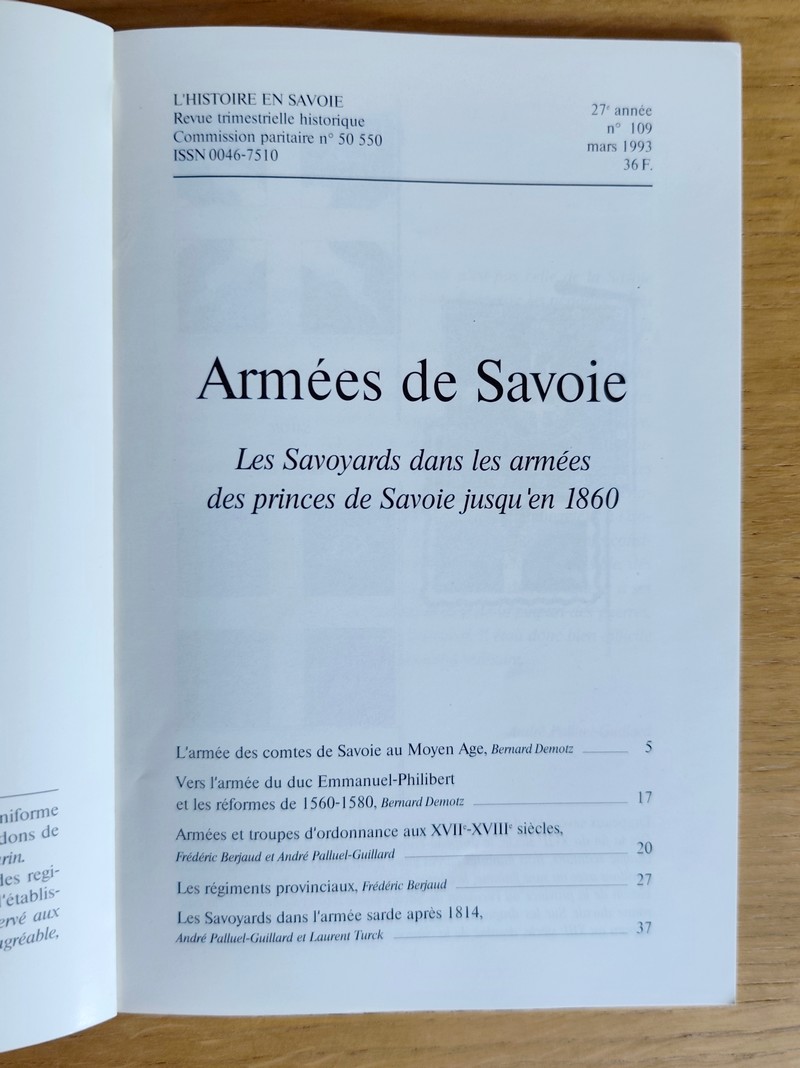 L'HISTOIRE EN SAVOIE
Revue trimestrielle historique
Commission paritaire n° 50 550
ISSN 0046-7510
27e année
n° 109
mars 1993
36 F.
Armées de Savoie
Les Savoyards dans les armées
des princes de Savoie jusqu'en 1860
L'armée des comtes de Savoie au Moyen Age, Bernard Demotz 5
Vers l'armée du duc Emmanuel-Philibert
et les réformes de 1560-1580, Bernard Demotz 17
Armées et troupes d'ordonnance aux XVIIe-XVIIIe siècles,
Frédéric Berjaud et André Palluel-Guillard 20
Les régiments provinciaux, Frédéric Berjaud 27
Les Savoyards dans l'armée sarde après 1814,
André Palluel-Guillard et Laurent Turck 37
niforme
dons de
rin.
les regi-
l'établis-
ervé aux
agréable,